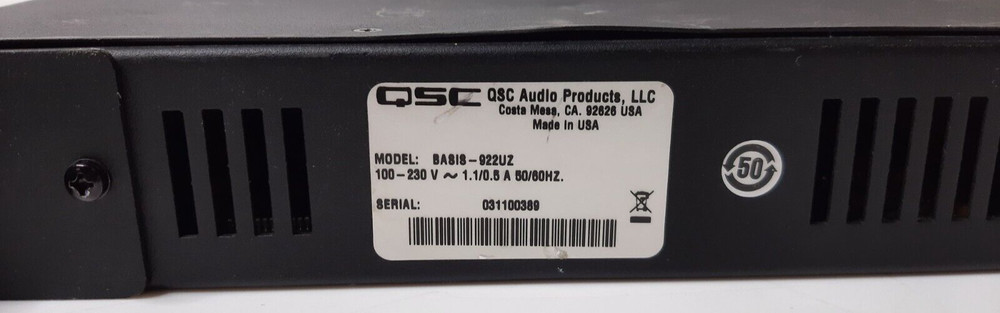 QSC QSC Audio Products, LLC
Costa Mesa, CA. 92626 USA
Made in USA
MODEL: BASIS-922UZ
100-230 V ~ 1.1/0.5 A 50/60HZ.
SERIAL: 031100389
50